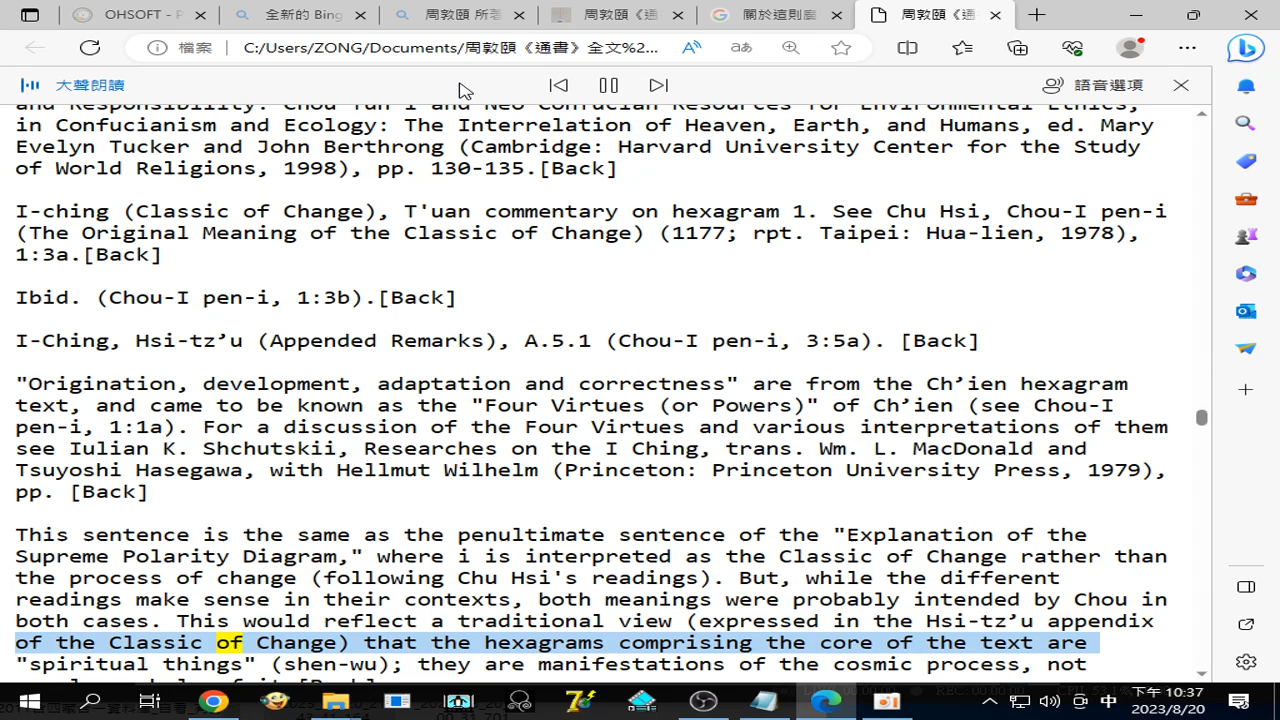 OHSOFT - F
全新的 Bing
周敦頤 所著
周敦頤《通
關於這則廳
周敦頤《通
檔案
C:/Users/ZONG/Documents/周敦頤《通書》全文%2...
大聲朗讀
語音選項
and Responsibility: Chou Tun-i and Neo-Confucian Resources for Environmental Ethics,
in Confucianism and Ecology: The Interrelation of Heaven, Earth, and Humans, ed. Mary
Evelyn Tucker and John Berthrong (Cambridge: Harvard University Center for the Study
of World Religions, 1998), pp. 130-135.[Back]
I-ching (Classic of Change), T'uan commentary on hexagram 1. See Chu Hsi, Chou-I pen-i
(The Original Meaning of the Classic of Change) (1177; rpt. Taipei: Hua-lien, 1978),
1:3a.[Back]
Ibid. (Chou-I pen-i, 1:3b).[Back]
I-Ching, Hsi-tz’u (Appended Remarks), A.5.1 (Chou-I pen-i, 3:5a). [Back]
"Origination, development, adaptation and correctness" are from the Ch’ien hexagram
text, and came to be known as the "Four Virtues (or Powers)" of Ch’ien (see Chou-I
pen-i, 1:1a). For a discussion of the Four Virtues and various interpretations of them
see Iulian K. Shchutskii, Researches on the I Ching, trans. Wm. L. MacDonald and
Tsuyoshi Hasegawa, with Hellmut Wilhelm (Princeton: Princeton University Press, 1979),
pp. [Back]
This sentence is the same as the penultimate sentence of the "Explanation of the
Supreme Polarity Diagram," where i is interpreted as the Classic of Change rather than
the process of change (following Chu Hsi's readings). But, while the different
readings make sense in their contexts, both meanings were probably intended by Chou in
both cases. This would reflect a traditional view (expressed in the Hsi-tz’u appendix
of the Classic of Change) that the hexagrams comprising the core of the text are
"spiritual things" (shen-wu); they are manifestations of the cosmic process, not
中
下午 10:37
2023/8/20